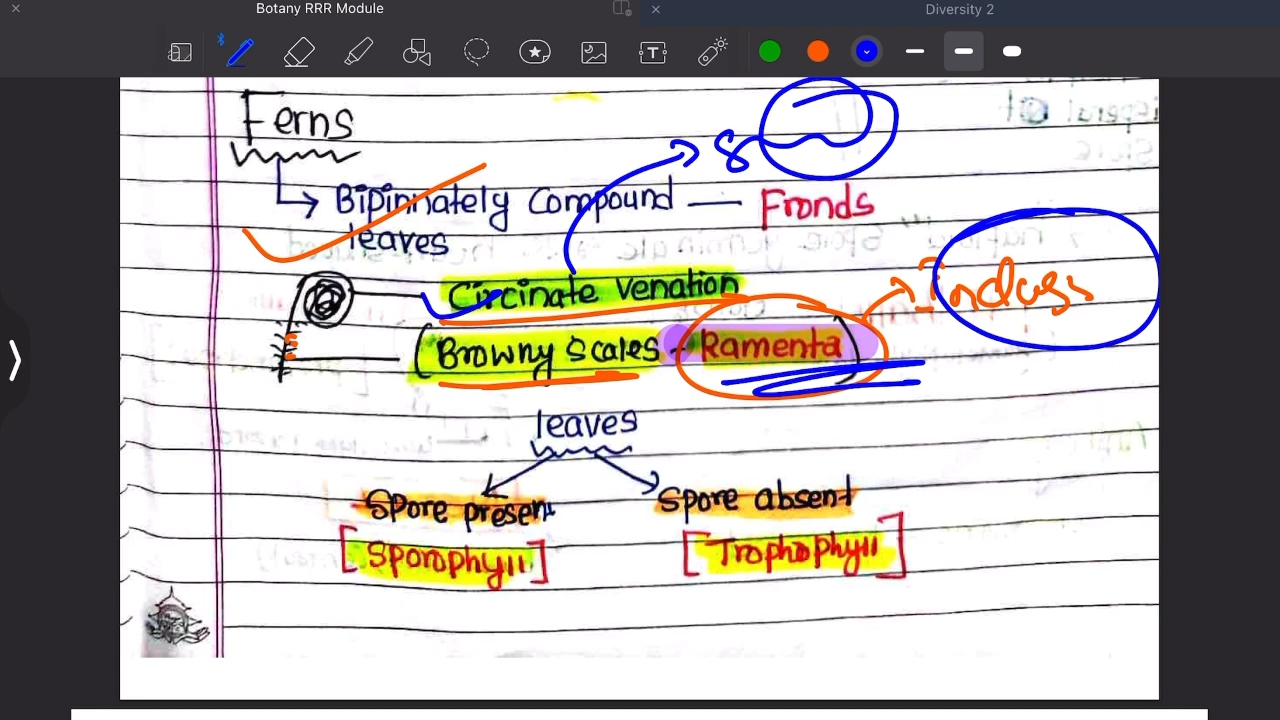 Botany RRR Module
Diversity 2
Ferns
Bipinnately Compound — Fronds
leaves
Circinate Venation
(Browny Scales - Ramenta)
leaves
Spore present
Spore absent
[Sporophyll]
[Trophophyll]